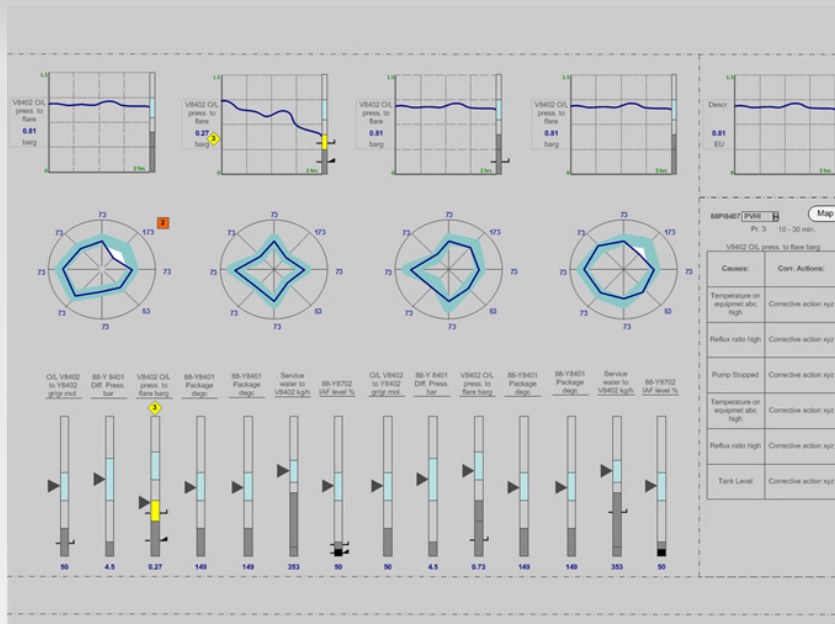 1.5
V8402 O/L
press. to
flare
0.81
barg
0
2 hrs
1.5
V8402 O/L
press. to
flare
0.27
barg
3
0
2 hrs
1.5
V8402 O/L
press. to
flare
0.81
barg
0
2 hrs
1.5
V8402 O/L
press. to
flare
0.81
barg
0
2 hrs
1.5
Descr.
0.81
EU
0
2 hrs
73
73
173
2
73
73
73
53
73
73
73
173
73
73
73
53
73
73
73
173
73
73
73
53
73
73
73
173
73
73
73
53
73
88PI8407 PVHI
Map
Pr. 3 10 - 30 min.
V8402 O/L press. to flare barg
Causes: Corr. Actions:
Temperature on
equipmet abc
high
Corrective action xyz
Reflux ratio high Corrective action xyz
Pump Stopped Corrective action xyz
Temperature on
equipmet abc
high
Corrective action xyz
Reflux ratio high Corrective action xyz
Tank Level Corrective action xyz
O/L V8402
to Y8402
gr/gr.mol.
88-Y 8401
Diff. Press.
bar
V8402 O/L
press. to
flare barg
88-Y8401
Package
degc
88-Y8401
Package
degc
Service
water to
V8402 kg/h
88-Y8702
IAF level %
O/L V8402
to Y8402
gr/gr.mol.
88-Y 8401
Diff. Press.
bar
V8402 O/L
press. to
flare barg
88-Y8401
Package
degc
88-Y8401
Package
degc
Service
water to
V8402 kg/h
88-Y8702
IAF level %
3
50 4.5 0.27 149 149 353 50 50 4.5 0.73 149 149 353 50